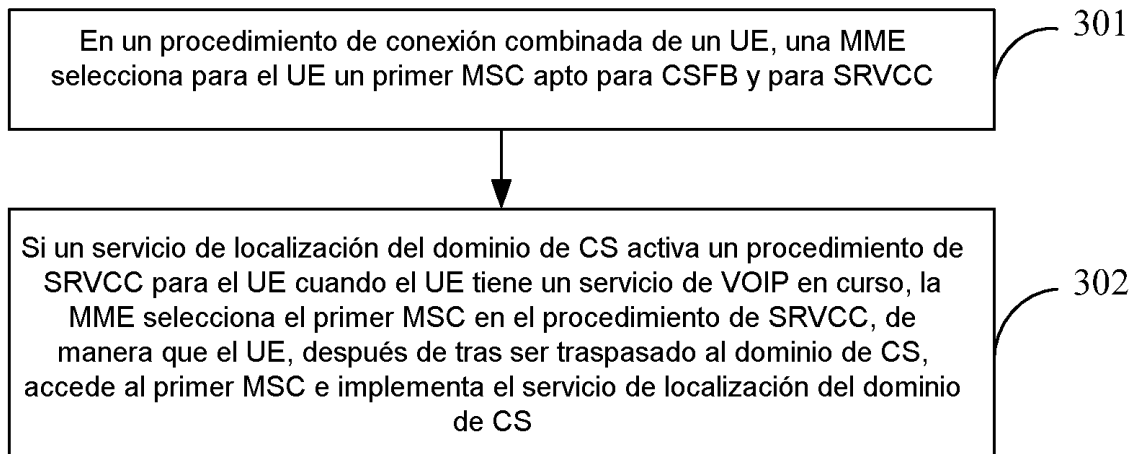 En un procedimiento de conexión combinada de un UE, una MME
selecciona para el UE un primer MSC apto para CSFB y para SRVCC
301
Si un servicio de localización del dominio de CS activa un procedimiento de
SRVCC para el UE cuando el UE tiene un servicio de VOIP en curso, la
MME selecciona el primer MSC en el procedimiento de SRVCC, de
manera que el UE, después de tras ser traspasado al dominio de CS,
accede al primer MSC e implementa el servicio de localización del dominio
de CS
302